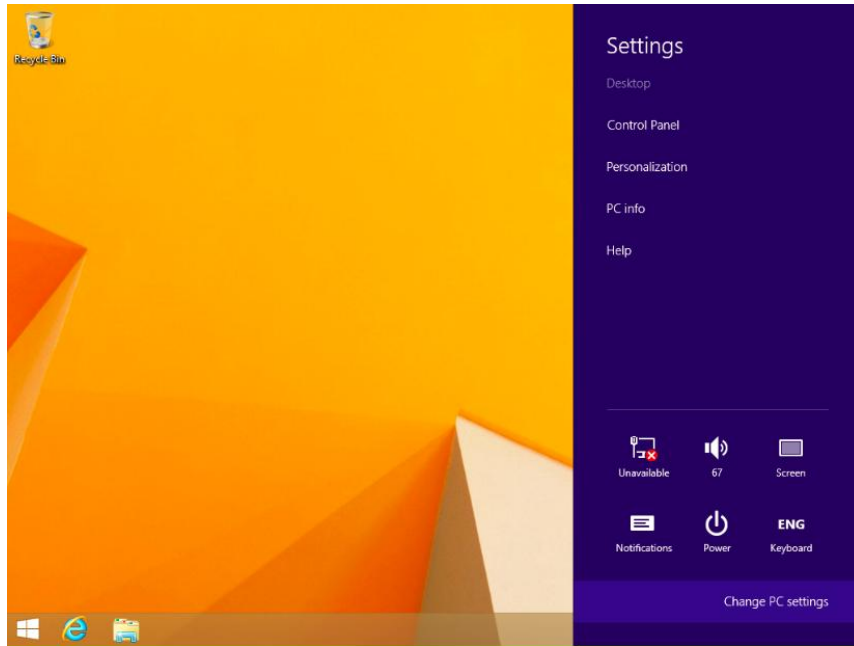 Recycle Bin
Settings
Desktop
Control Panel
Personalization
PC info
Help
Unavailable
67
Screen
Notifications
Power
ENG
Keyboard
Change PC settings